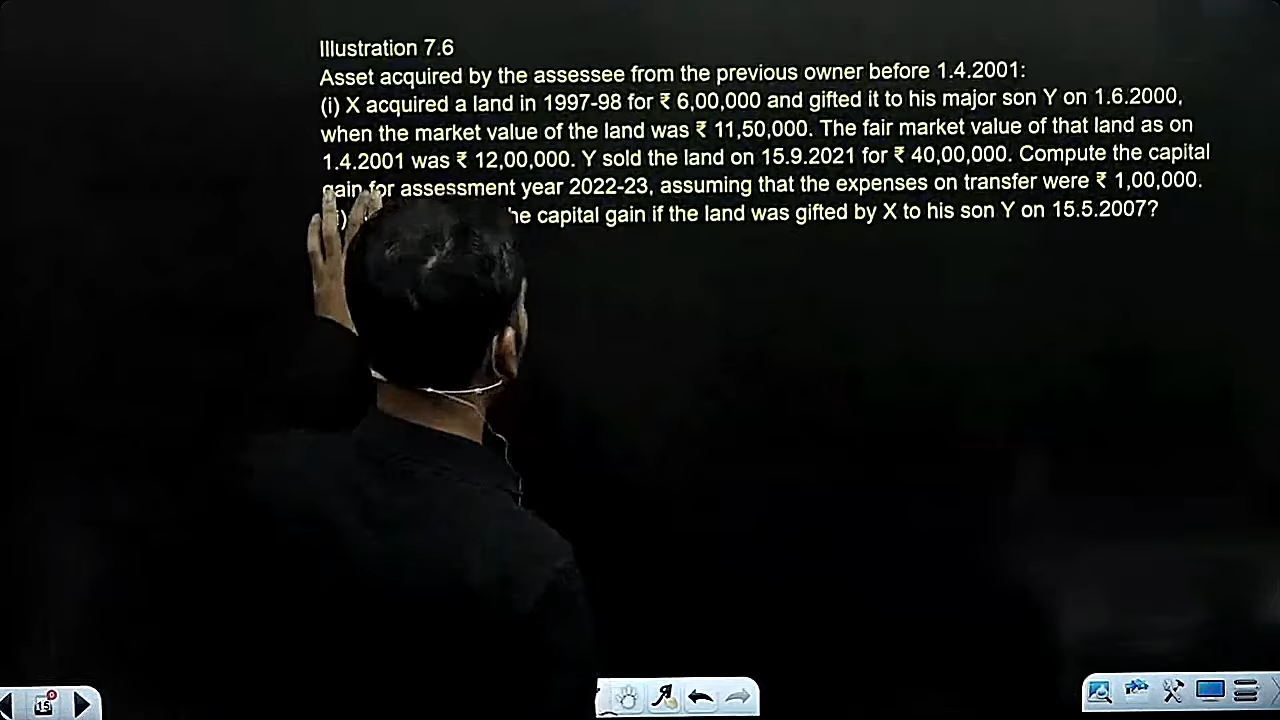 Illustration 7.6
Asset acquired by the assessee from the previous owner before 1.4.2001:
(i) X acquired a land in 1997-98 for ₹ 6,00,000 and gifted it to his major son Y on 1.6.2000,
when the market value of the land was ₹ 11,50,000. The fair market value of that land as on
1.4.2001 was ₹ 12,00,000. Y sold the land on 15.9.2021 for ₹ 40,00,000. Compute the capital
gain for assessment year 2022-23, assuming that the expenses on transfer were ₹ 1,00,000.
capital gain if the land was gifted by X to his son Y on 15.5.2007?
15